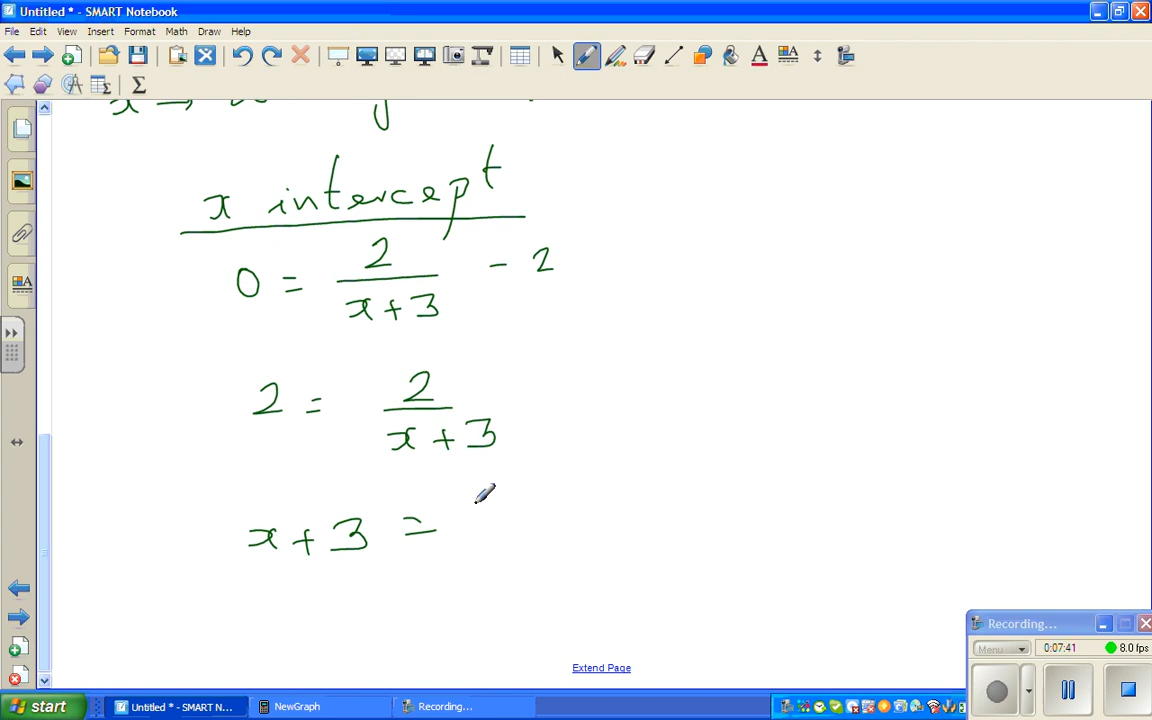 Untitled * - SMART Notebook
File Edit View Insert Format Math Draw Help
x intercept
0 = 2/(x+3) - 2
2 = 2/(x+3)
x+3 =
Extend Page
Recording...
Menu 0:07:41 8.0 fps
start Untitled * - SMART N... NewGraph Recording...